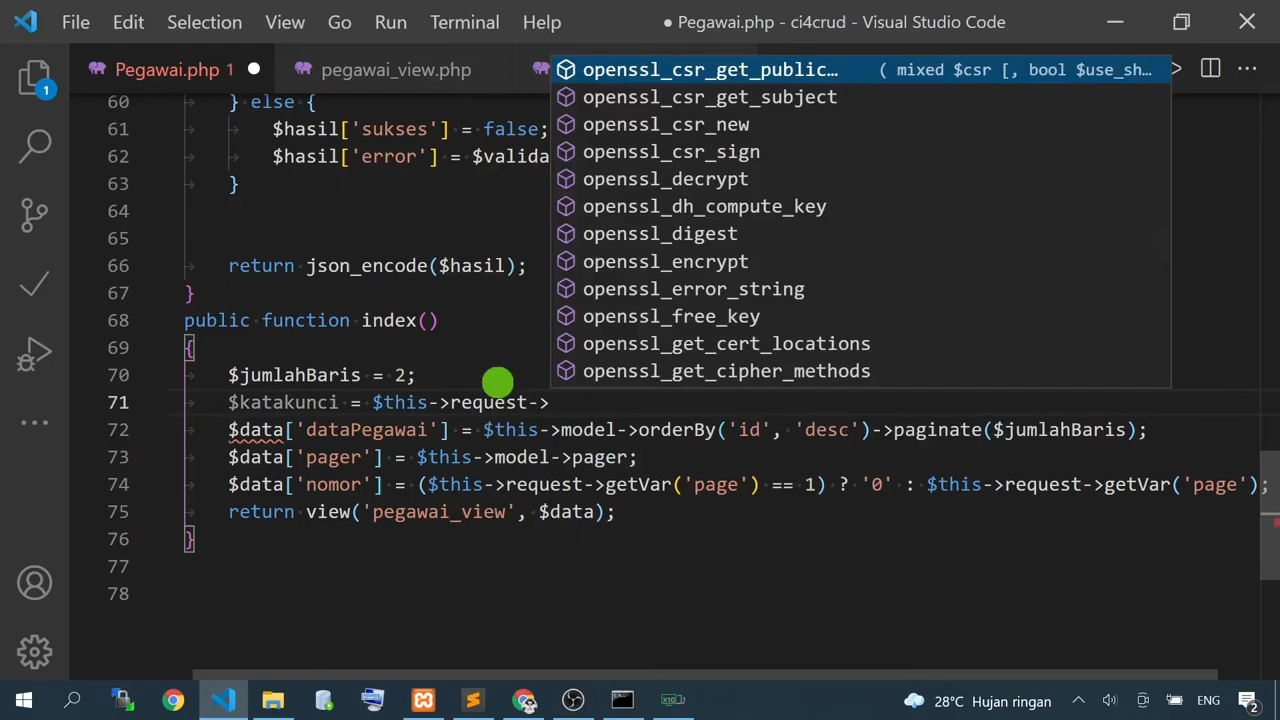 File Edit Selection View Go Run Terminal Help
● Pegawai.php - ci4crud - Visual Studio Code
Pegawai.php 1
pegawai_view.php
openssl_csr_get_public… ( mixed $csr [, bool $use_sh…
openssl_csr_get_subject
openssl_csr_new
openssl_csr_sign
openssl_decrypt
openssl_dh_compute_key
openssl_digest
openssl_encrypt
openssl_error_string
openssl_free_key
openssl_get_cert_locations
openssl_get_cipher_methods
1
60 } else {
61 $hasil['sukses'] = false;
62 $hasil['error'] = $valida
63 }
64
65
66 return json_encode($hasil);
67 }
68 public function index()
69 {
70 $jumlahBaris = 2;
71 $katakunci = $this->request->
72 $data['dataPegawai'] = $this->model->orderBy('id', 'desc')->paginate($jumlahBaris);
73 $data['pager'] = $this->model->pager;
74 $data['nomor'] = ($this->request->getVar('page') == 1) ? '0' : $this->request->getVar('page');
75 return view('pegawai_view', $data);
76 }
77
78
28°C Hujan ringan
ENG
2